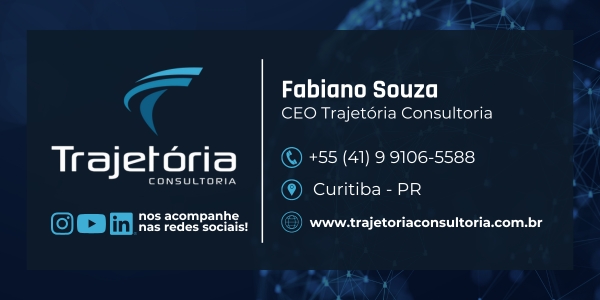 Trajetória
CONSULTORIA
nos acompanhe
nas redes sociais!
Fabiano Souza
CEO Trajetória Consultoria
+55 (41) 9 9106-5588
Curitiba - PR
www.trajetoriaconsultoria.com.br